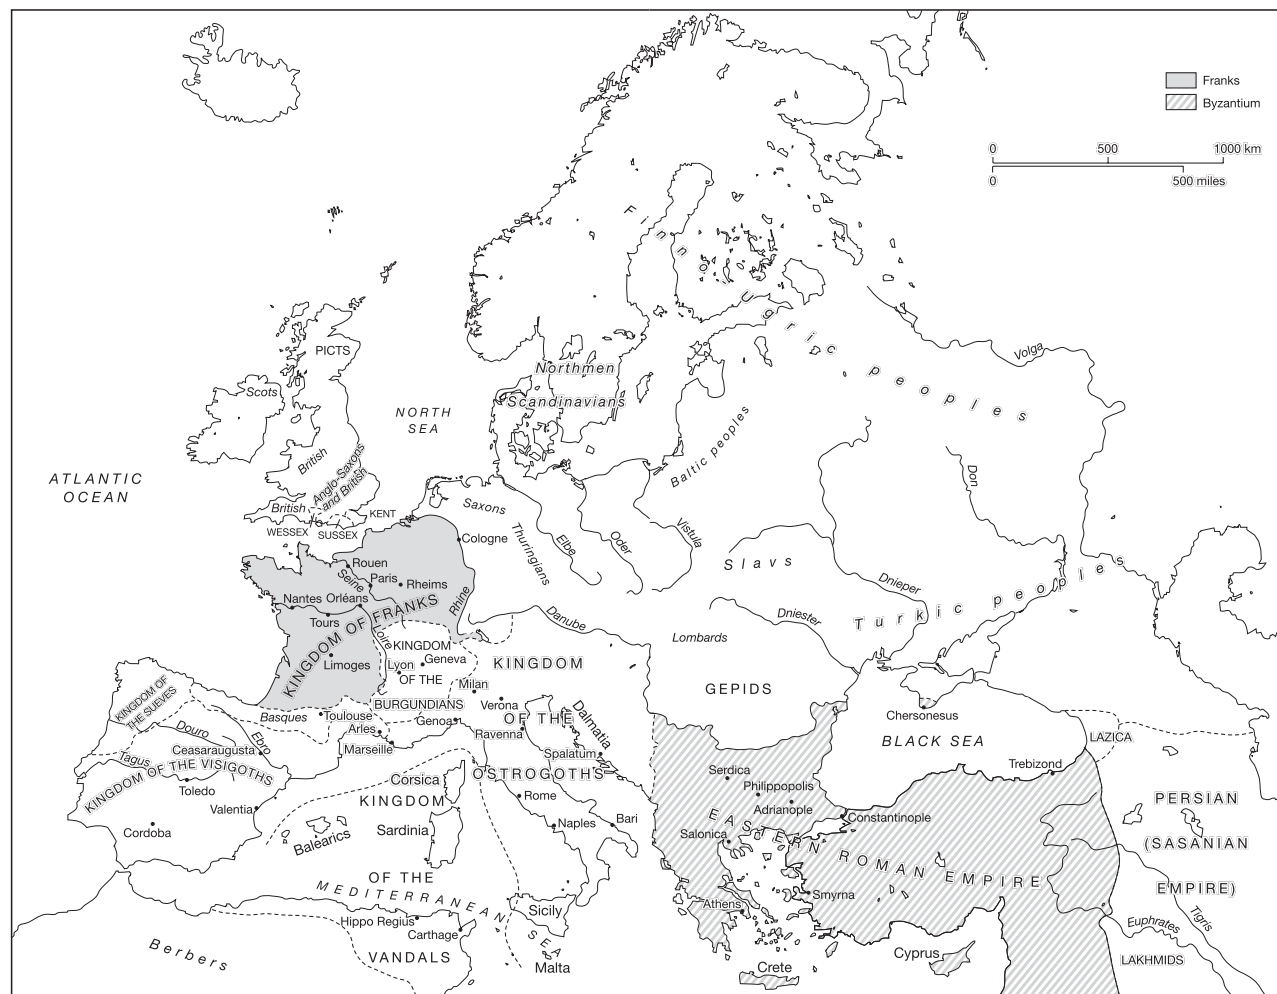 Franks
Byzantium
0 500 1000 km
0 500 miles
Finno-Ugric peoples
Volga
PICTS
Scots
Northmen
Scandinavians
NORTH
SEA
Baltic peoples
ATLANTIC
OCEAN
British
Anglo-Saxons
and British
British
KENT
WESSEX
SUSSEX
Saxons
Thuringians
Elbe
Oder
Vistula
Don
Cologne
Slavs
Rouen
Seine
Paris
Rheims
Nantes
Orléans
Tours
Rhine
KINGDOM OF FRANKS
Limoges
Loire
Danube
Dnieper
Dniester
Turkic peoples
Lombards
KINGDOM
OF THE
BURGUNDIANS
Geneva
Lyon
KINGDOM
OF THE
OSTROGOTHS
Milan
Verona
Genoa
Ravenna
Dalmatia
Spalatum
GEPIDS
Chersonesus
BLACK SEA
LAZICA
Trebizond
KINGDOM OF
THE SUEVES
Basques
Toulouse
Arles
Marseille
Douro
Ebro
Ceasaraugusta
Tagus
KINGDOM OF THE VISIGOTHS
Toledo
Valentia
Cordoba
Corsica
Sardinia
Balearics
KINGDOM
OF THE
VANDALS
Rome
Naples
Bari
Serdica
Philippopolis
Adrianople
Salonica
Constantinople
EASTERN ROMAN EMPIRE
PERSIAN
(SASANIAN
EMPIRE)
MEDITERRANEAN SEA
Sicily
Athens
Smyrna
Hippo Regius
Carthage
Berbers
Malta
Crete
Cyprus
Euphrates
Tigris
LAKHMIDS